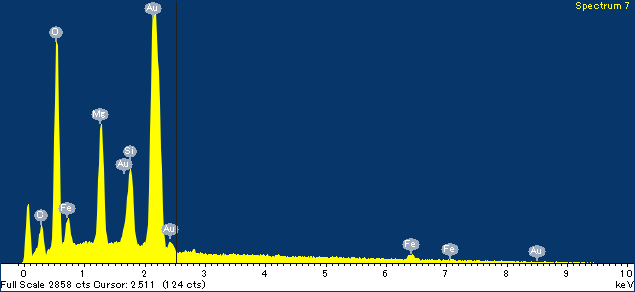 Spectrum 7
Au
O
Mg
Si
Au
C
Fe
Au
Fe
Fe
Au
0 1 2 3 4 5 6 7 8 9 10
Full Scale 2858 cts Cursor: 2.511 (124 cts) keV